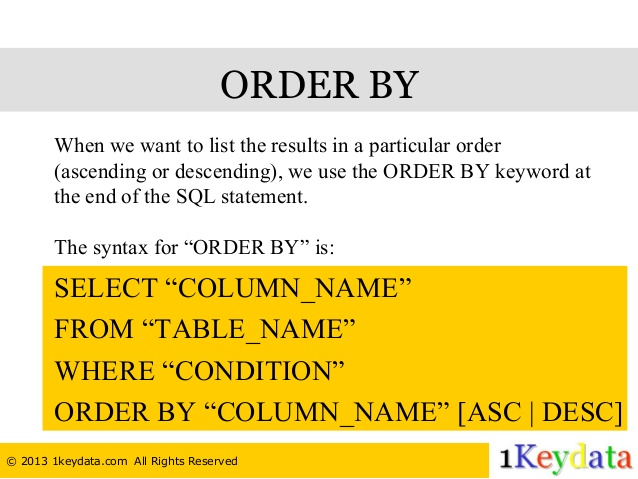 ORDER BY
When we want to list the results in a particular order
(ascending or descending), we use the ORDER BY keyword at
the end of the SQL statement.
The syntax for “ORDER BY” is:
SELECT “COLUMN_NAME”
FROM “TABLE_NAME”
WHERE “CONDITION”
ORDER BY “COLUMN_NAME” [ASC | DESC]
© 2013 1keydata.com All Rights Reserved
1Keydata